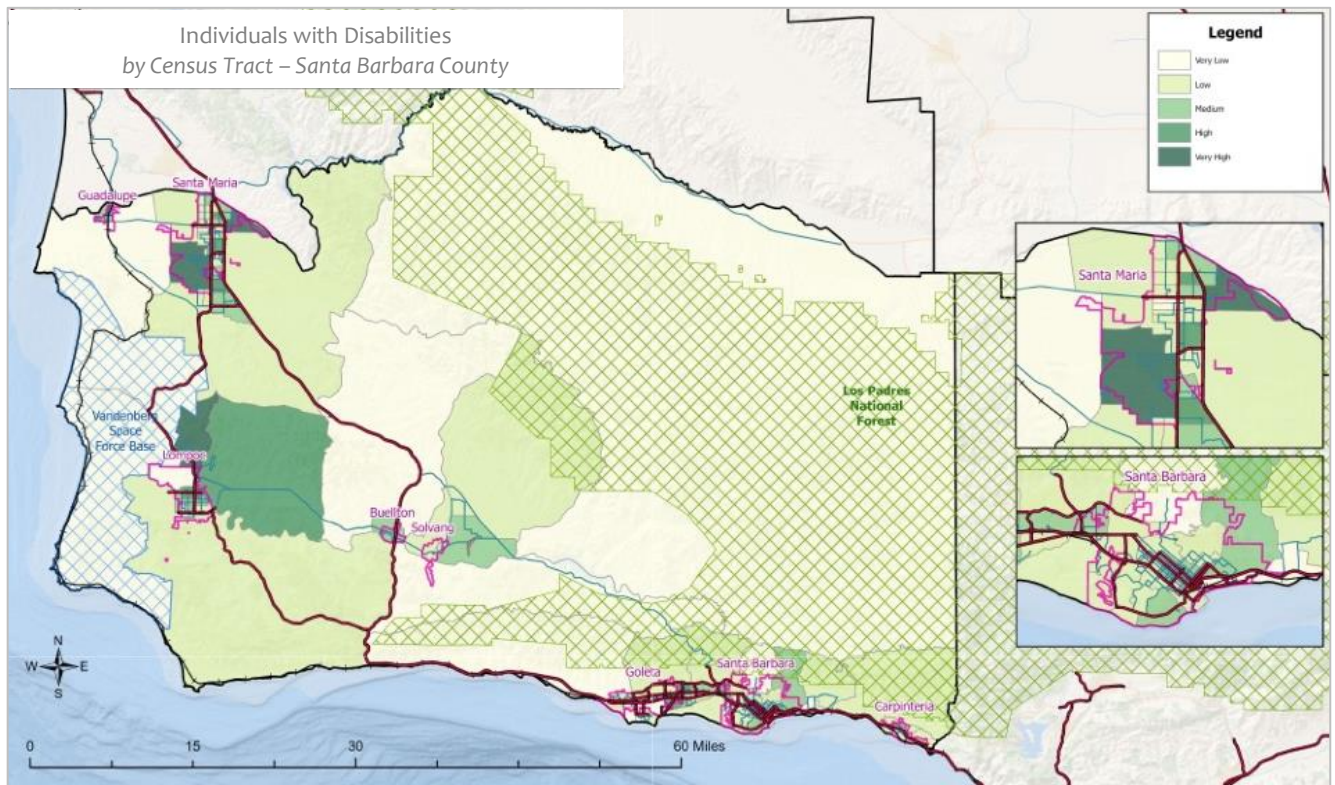 Individuals with Disabilities
by Census Tract – Santa Barbara County
Legend
Very Low
Low
Medium
High
Very High
Guadalupe
Santa Maria
Santa Maria
Los Padres
National
Forest
Vandenberg
Space
Force Base
Lompoc
Santa Barbara
Buellton
Solvang
Goleta
Santa Barbara
Carpinteria
N
W E
S
0 15 30 60 Miles